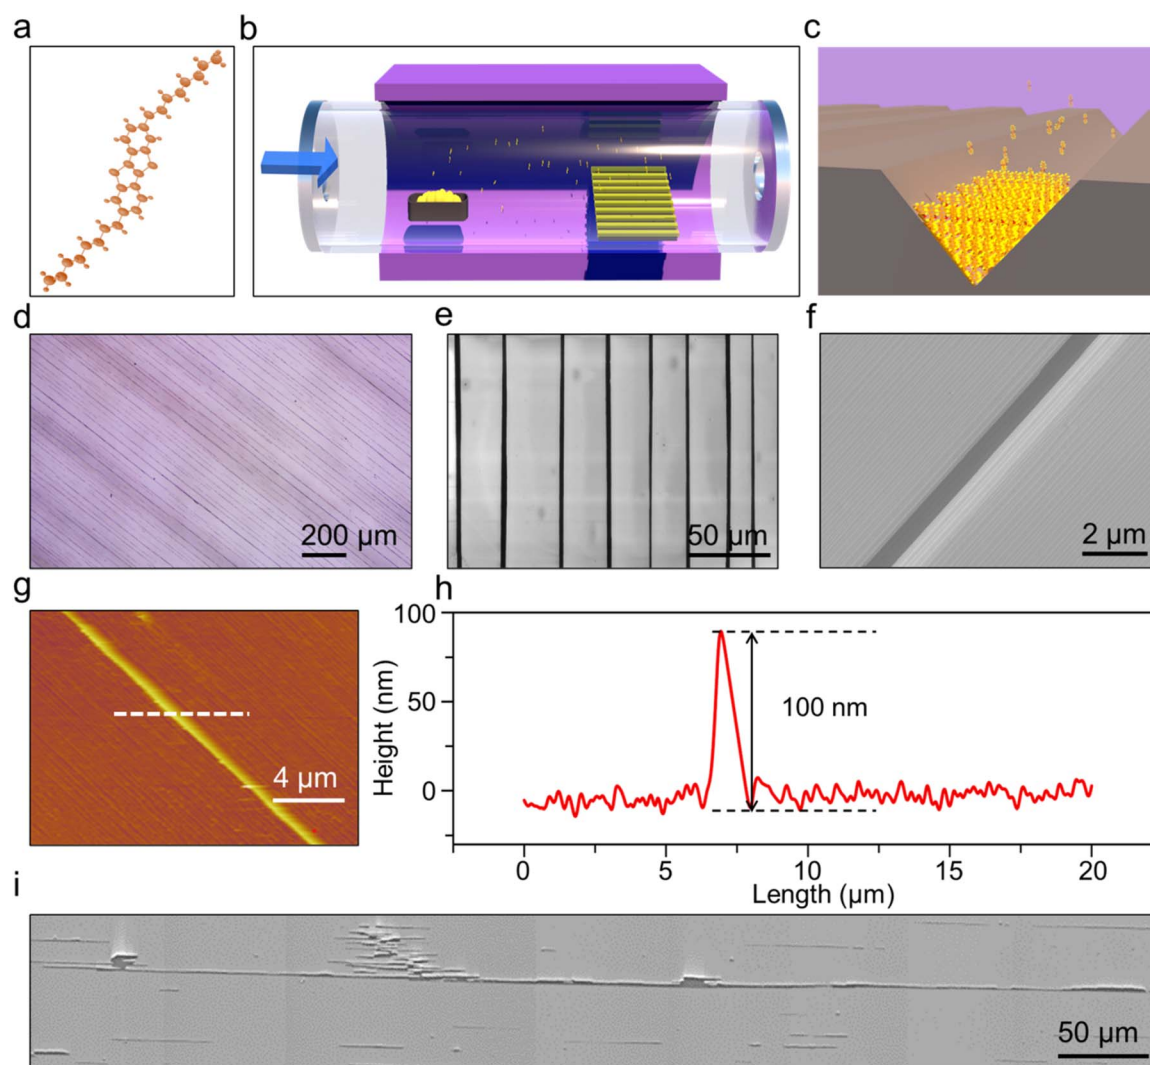 a
b
c
d
200 μm
e
50 μm
f
2 μm
g
4 μm
h
100
50
0
Height (nm)
100 nm
0
5
10
15
20
Length (μm)
i
50 μm